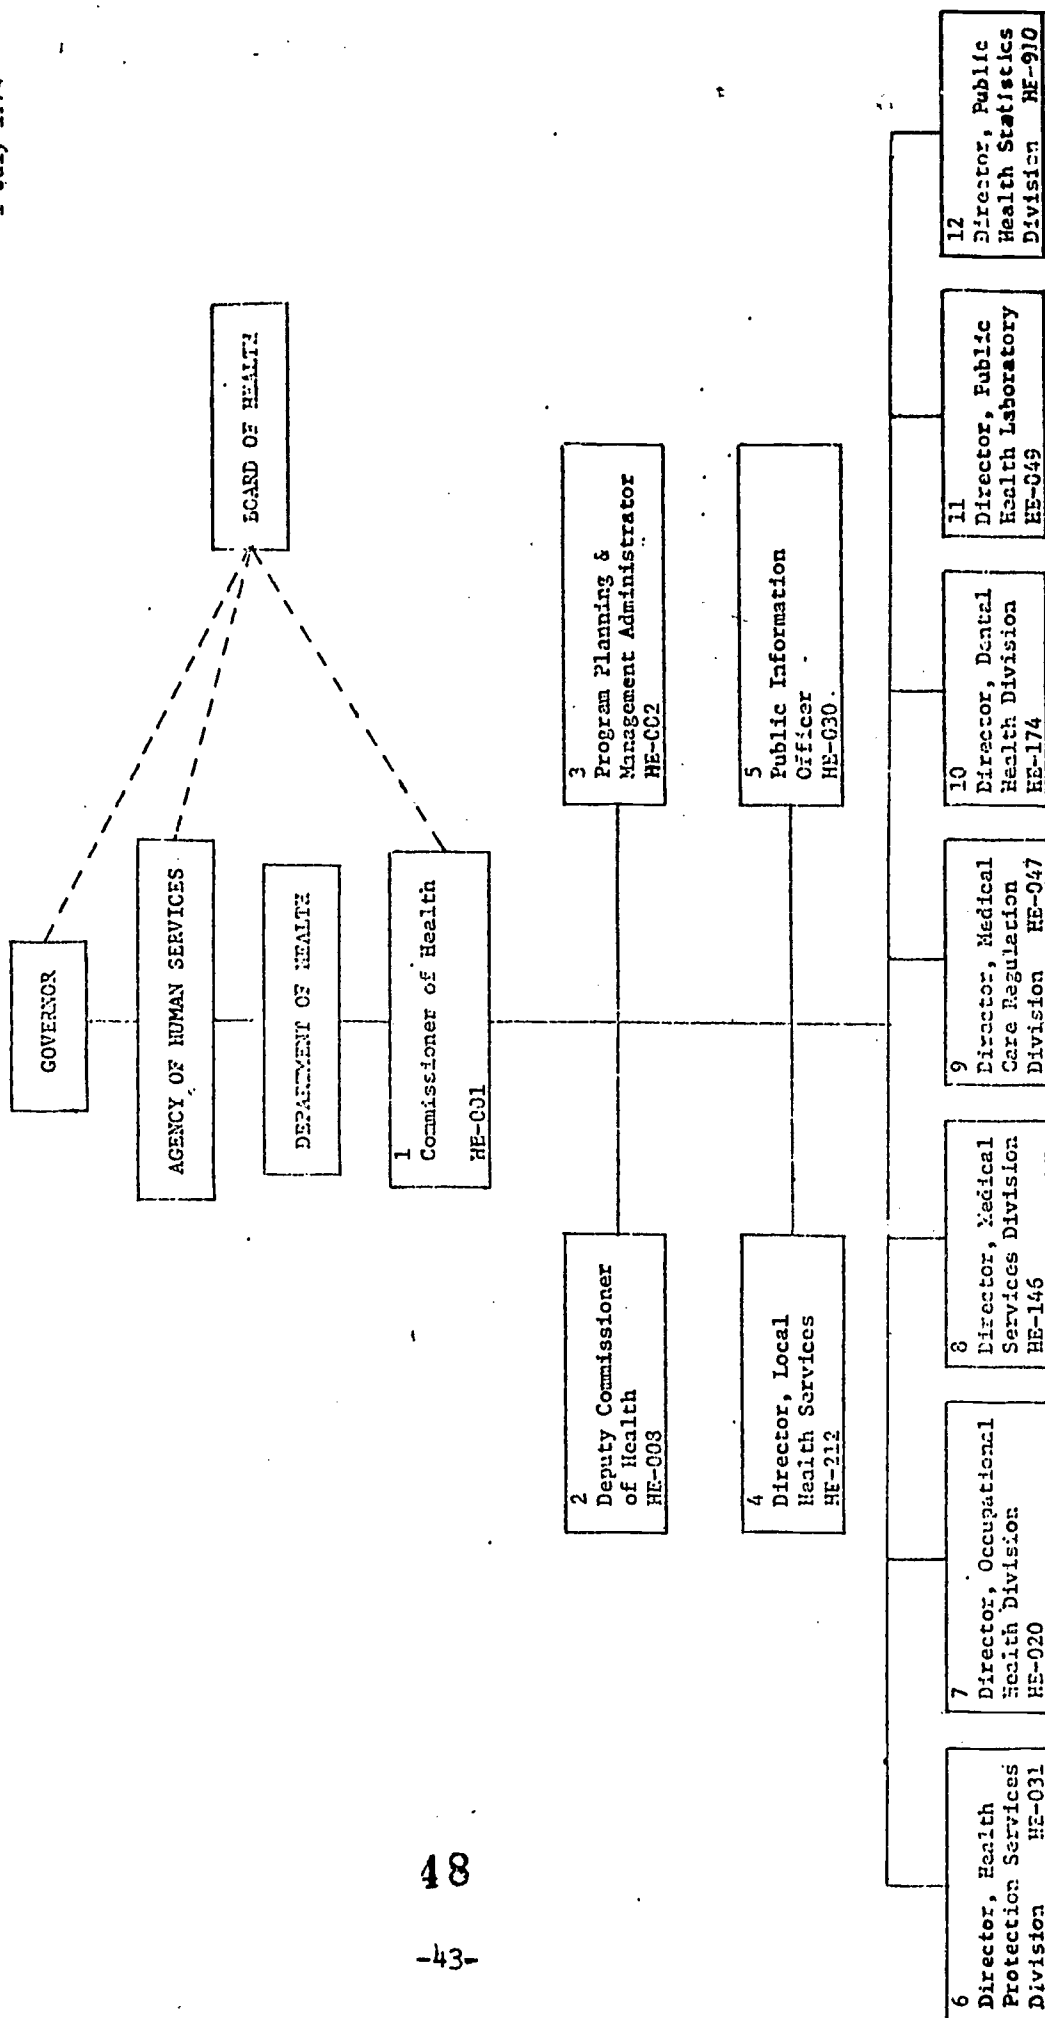 GOVERNOR
AGENCY OF HUMAN SERVICES
BOARD OF HEALTH
DEPARTMENT OF HEALTH
1
Commissioner of Health
HE-001
2
Deputy Commissioner
of Health
HE-008
3
Program Planning &
Management Administrator
HE-002
4
Director, Local
Health Services
HE-212
5
Public Information
Officer
HE-030
6
Director, Health
Protection Services
Division HE-031
7
Director, Occupational
Health Division
HE-020
8
Director, Medical
Services Division
HE-146
9
Director, Medical
Care Regulation
Division HE-047
10
Director, Dental
Health Division
HE-174
11
Director, Public
Health Laboratory
HE-049
12
Director, Public
Health Statistics
Division HE-910
48
-43-